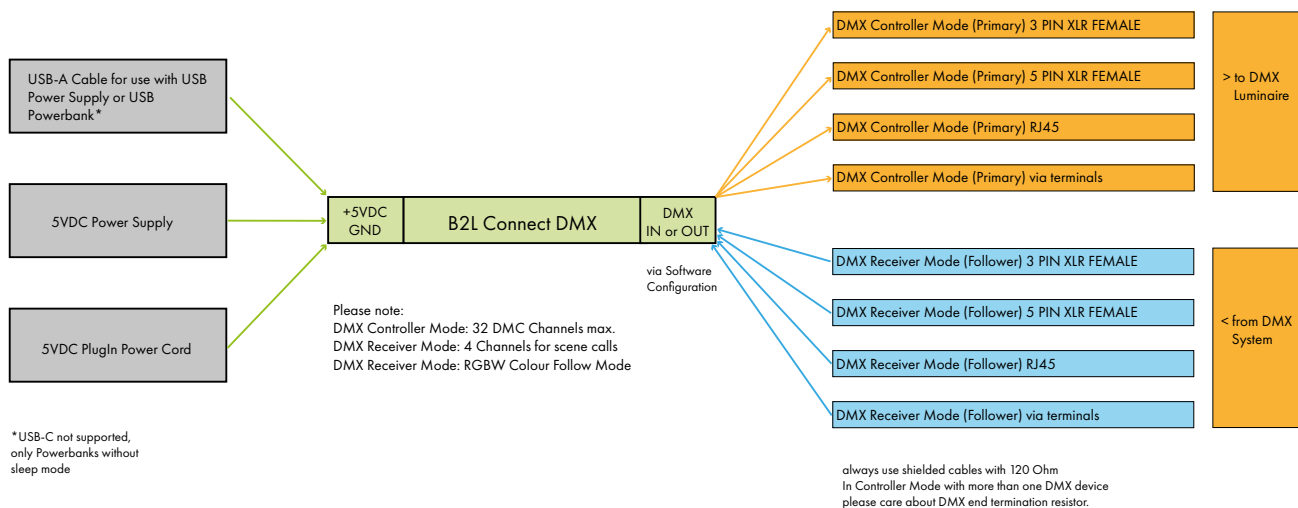 USB-A Cable for use with USB
Power Supply or USB
Powerbank*
5VDC Power Supply
5VDC PlugIn Power Cord
*USB-C not supported,
only Powerbanks without
sleep mode
+5VDC
GND
B2L Connect DMX
DMX
IN or OUT
via Software
Configuration
Please note:
DMX Controller Mode: 32 DMC Channels max.
DMX Receiver Mode: 4 Channels for scene calls
DMX Receiver Mode: RGBW Colour Follow Mode
DMX Controller Mode (Primary) 3 PIN XLR FEMALE
DMX Controller Mode (Primary) 5 PIN XLR FEMALE
DMX Controller Mode (Primary) RJ45
DMX Controller Mode (Primary) via terminals
> to DMX
Luminaire
DMX Receiver Mode (Follower) 3 PIN XLR FEMALE
DMX Receiver Mode (Follower) 5 PIN XLR FEMALE
DMX Receiver Mode (Follower) RJ45
DMX Receiver Mode (Follower) via terminals
< from DMX
System
always use shielded cables with 120 Ohm
In Controller Mode with more than one DMX device
please care about DMX end termination resistor.